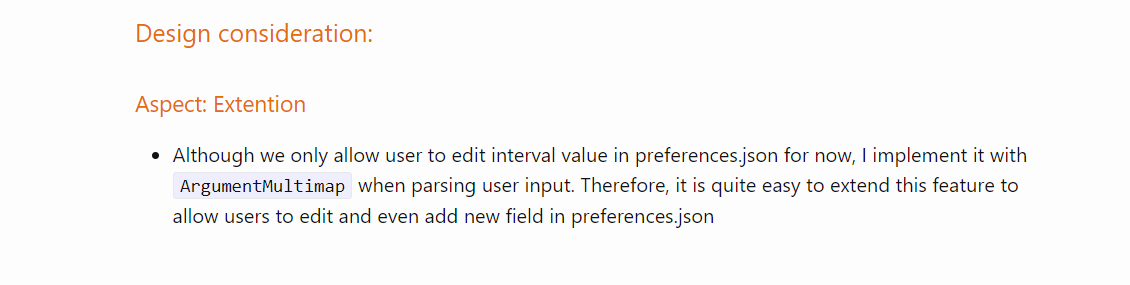 Design consideration:
Aspect: Extention
Although we only allow user to edit interval value in preferences.json for now, I implement it with
ArgumentMultimap when parsing user input. Therefore, it is quite easy to extend this feature to
allow users to edit and even add new field in preferences.json